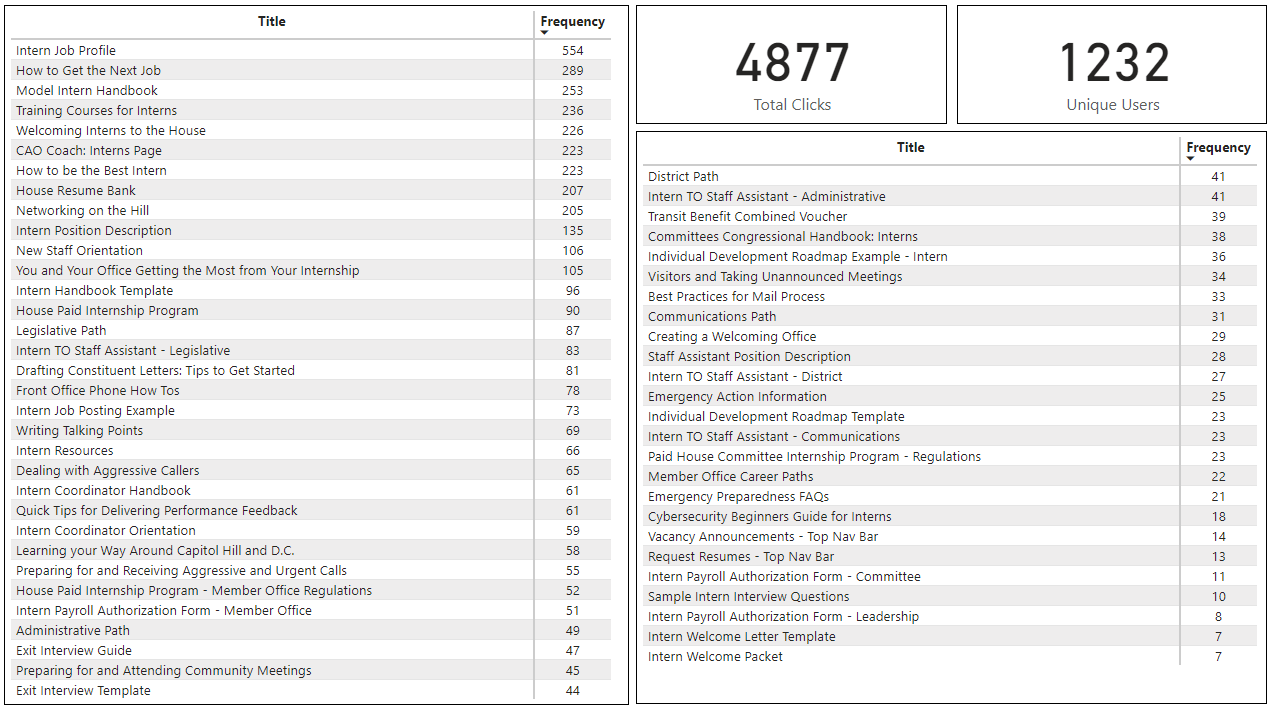 Title Frequency
Intern Job Profile 554
How to Get the Next Job 289
Model Intern Handbook 253
Training Courses for Interns 236
Welcoming Interns to the House 226
CAO Coach: Interns Page 223
How to be the Best Intern 223
House Resume Bank 207
Networking on the Hill 205
Intern Position Description 135
New Staff Orientation 106
You and Your Office Getting the Most from Your Internship 105
Intern Handbook Template 96
House Paid Internship Program 90
Legislative Path 87
Intern TO Staff Assistant - Legislative 83
Drafting Constituent Letters: Tips to Get Started 81
Front Office Phone How Tos 78
Intern Job Posting Example 73
Writing Talking Points 69
Intern Resources 66
Dealing with Aggressive Callers 65
Intern Coordinator Handbook 61
Quick Tips for Delivering Performance Feedback 61
Intern Coordinator Orientation 59
Learning your Way Around Capitol Hill and D.C. 58
Preparing for and Receiving Aggressive and Urgent Calls 55
House Paid Internship Program - Member Office Regulations 52
Intern Payroll Authorization Form - Member Office 51
Administrative Path 49
Exit Interview Guide 47
Preparing for and Attending Community Meetings 45
Exit Interview Template 44
4877
Total Clicks
1232
Unique Users
Title Frequency
District Path 41
Intern TO Staff Assistant - Administrative 41
Transit Benefit Combined Voucher 39
Committees Congressional Handbook: Interns 38
Individual Development Roadmap Example - Intern 36
Visitors and Taking Unannounced Meetings 34
Best Practices for Mail Process 33
Communications Path 31
Creating a Welcoming Office 29
Staff Assistant Position Description 28
Intern TO Staff Assistant - District 27
Emergency Action Information 25
Individual Development Roadmap Template 23
Intern TO Staff Assistant - Communications 23
Paid House Committee Internship Program - Regulations 23
Member Office Career Paths 22
Emergency Preparedness FAQs 21
Cybersecurity Beginners Guide for Interns 18
Vacancy Announcements - Top Nav Bar 14
Request Resumes - Top Nav Bar 13
Intern Payroll Authorization Form - Committee 11
Sample Intern Interview Questions 10
Intern Payroll Authorization Form - Leadership 8
Intern Welcome Letter Template 7
Intern Welcome Packet 7